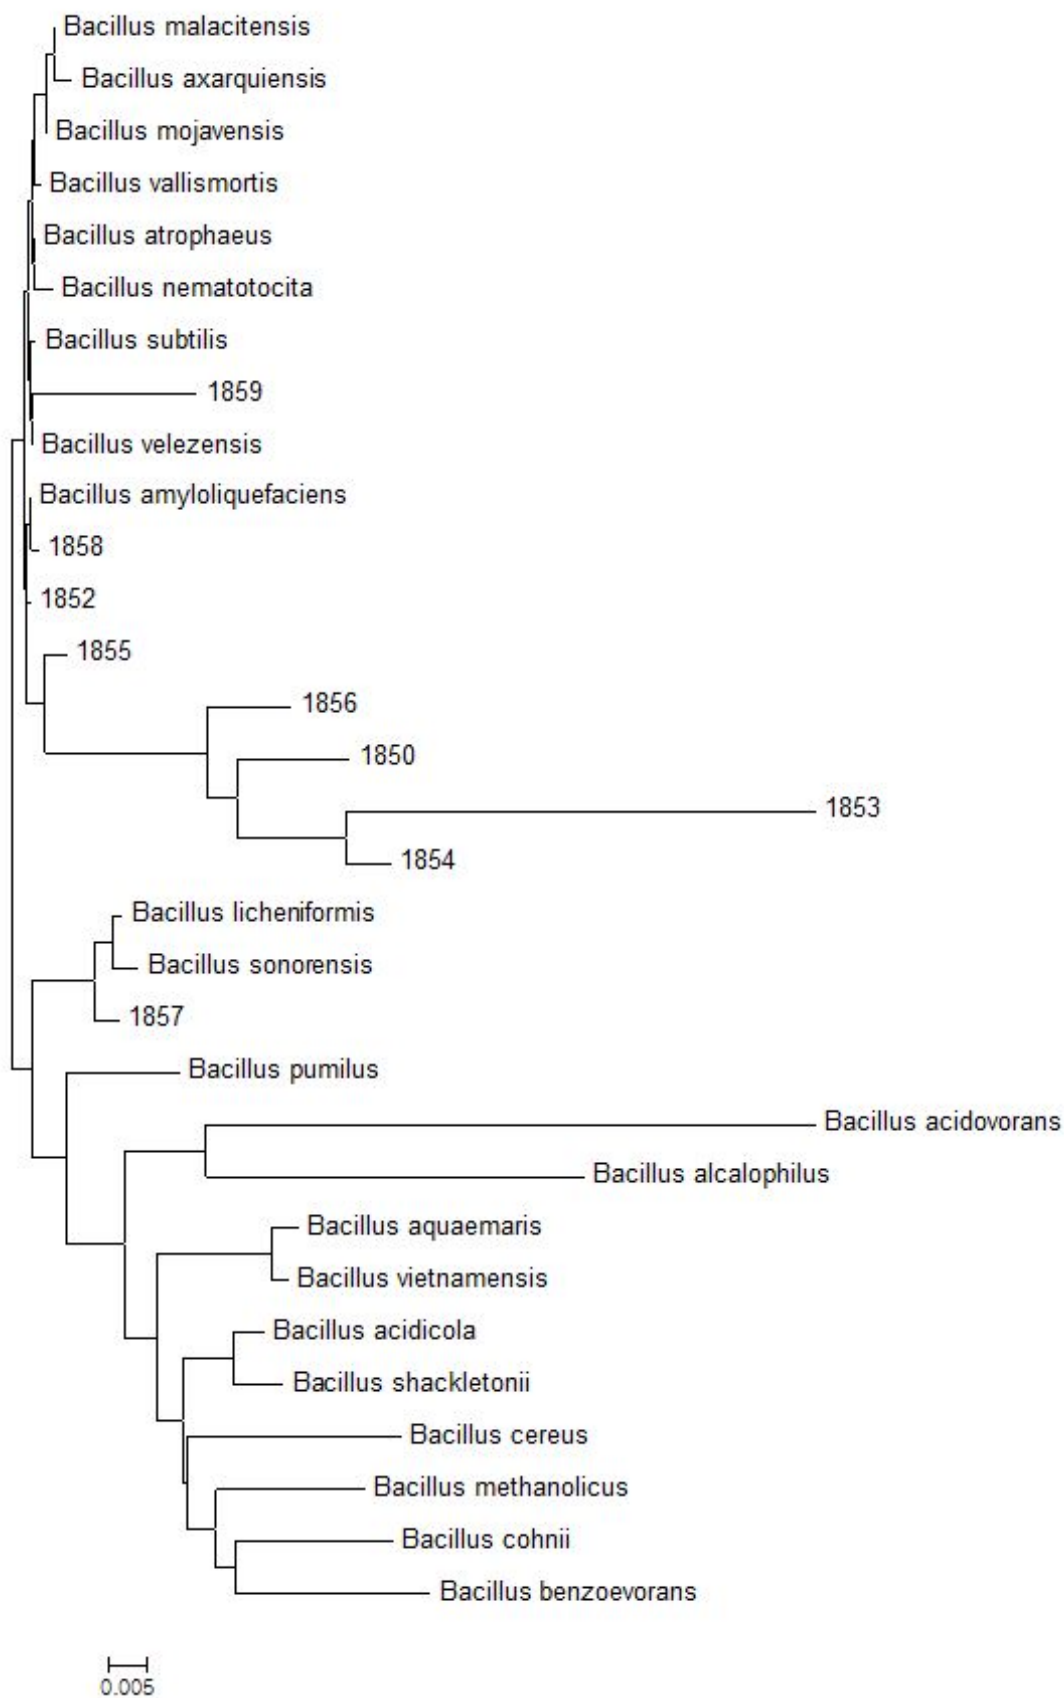 Bacillus malacitensis
Bacillus axarquiensis
Bacillus mojavensis
Bacillus vallismortis
Bacillus atrophaeus
Bacillus nematotocita
Bacillus subtilis
1859
Bacillus velezensis
Bacillus amyloliquefaciens
1858
1852
1855
1856
1850
1853
1854
Bacillus licheniformis
Bacillus sonorensis
1857
Bacillus pumilus
Bacillus acidovorans
Bacillus alcalophilus
Bacillus aquaemaris
Bacillus vietnamensis
Bacillus acidicola
Bacillus shackletonii
Bacillus cereus
Bacillus methanolicus
Bacillus cohnii
Bacillus benzoevorans
0.005